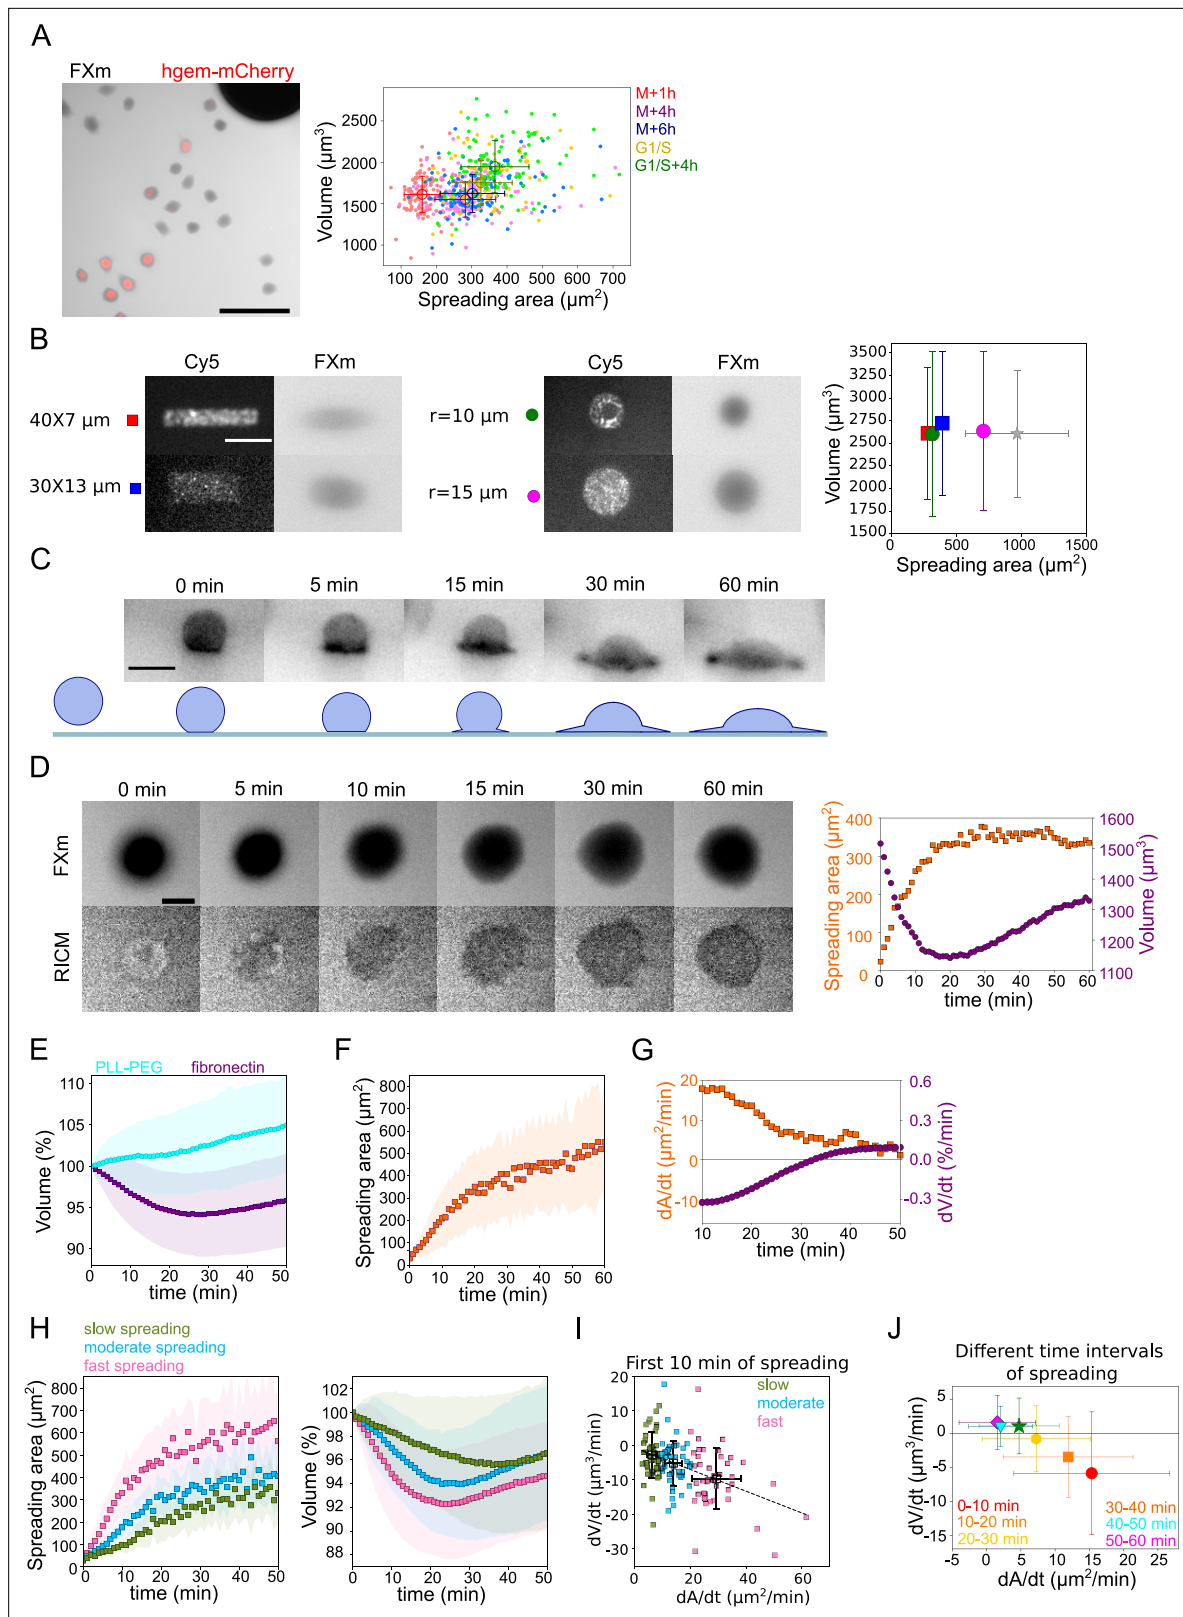 A
FXm hgem-mCherry
Volume (µm³)
2500
2000
1500
1000
100 200 300 400 500 600 700
Spreading area (µm²)
M+1h
M+4h
M+6h
G1/S
G1/S+4h
B
Cy5 FXm
40X7 µm
30X13 µm
Cy5 FXm
r=10 µm
r=15 µm
Volume (µm³)
3500
3250
3000
2750
2500
2250
2000
1750
1500
0 500 1000 1500
Spreading area (µm²)
C
0 min 5 min 15 min 30 min 60 min
D
0 min 5 min 10 min 15 min 30 min 60 min
FXm
RICM
Spreading area (µm²)
400
300
200
100
0
1600
1500
1400
1300
1200
1100
Volume (µm³)
0 10 20 30 40 50 60
time (min)
E
PLL-PEG fibronectin
Volume (%)
110
105
100
95
90
0 10 20 30 40 50
time (min)
F
Spreading area (µm²)
800
700
600
500
400
300
200
100
0
0 10 20 30 40 50 60
time (min)
G
dA/dt (µm²/min)
20
10
0
-10
0.6
0.3
0.0
-0.3
dV/dt (%/min)
10 20 30 40 50
time (min)
H
slow spreading
moderate spreading
fast spreading
Spreading area (µm²)
800
700
600
500
400
300
200
100
0
0 10 20 30 40 50
time (min)
Volume (%)
102
100
98
96
94
92
90
88
0 10 20 30 40 50
time (min)
I
First 10 min of spreading
slow
moderate
fast
dV/dt (µm³/min)
20
10
0
-10
-20
-30
0 20 40 60
dA/dt (µm²/min)
J
Different time intervals
of spreading
dV/dt (µm³/min)
5
0
-5
-10
-15
0-10 min
10-20 min
20-30 min
30-40 min
40-50 min
50-60 min
-5 0 5 10 15 20 25
dA/dt (µm²/min)